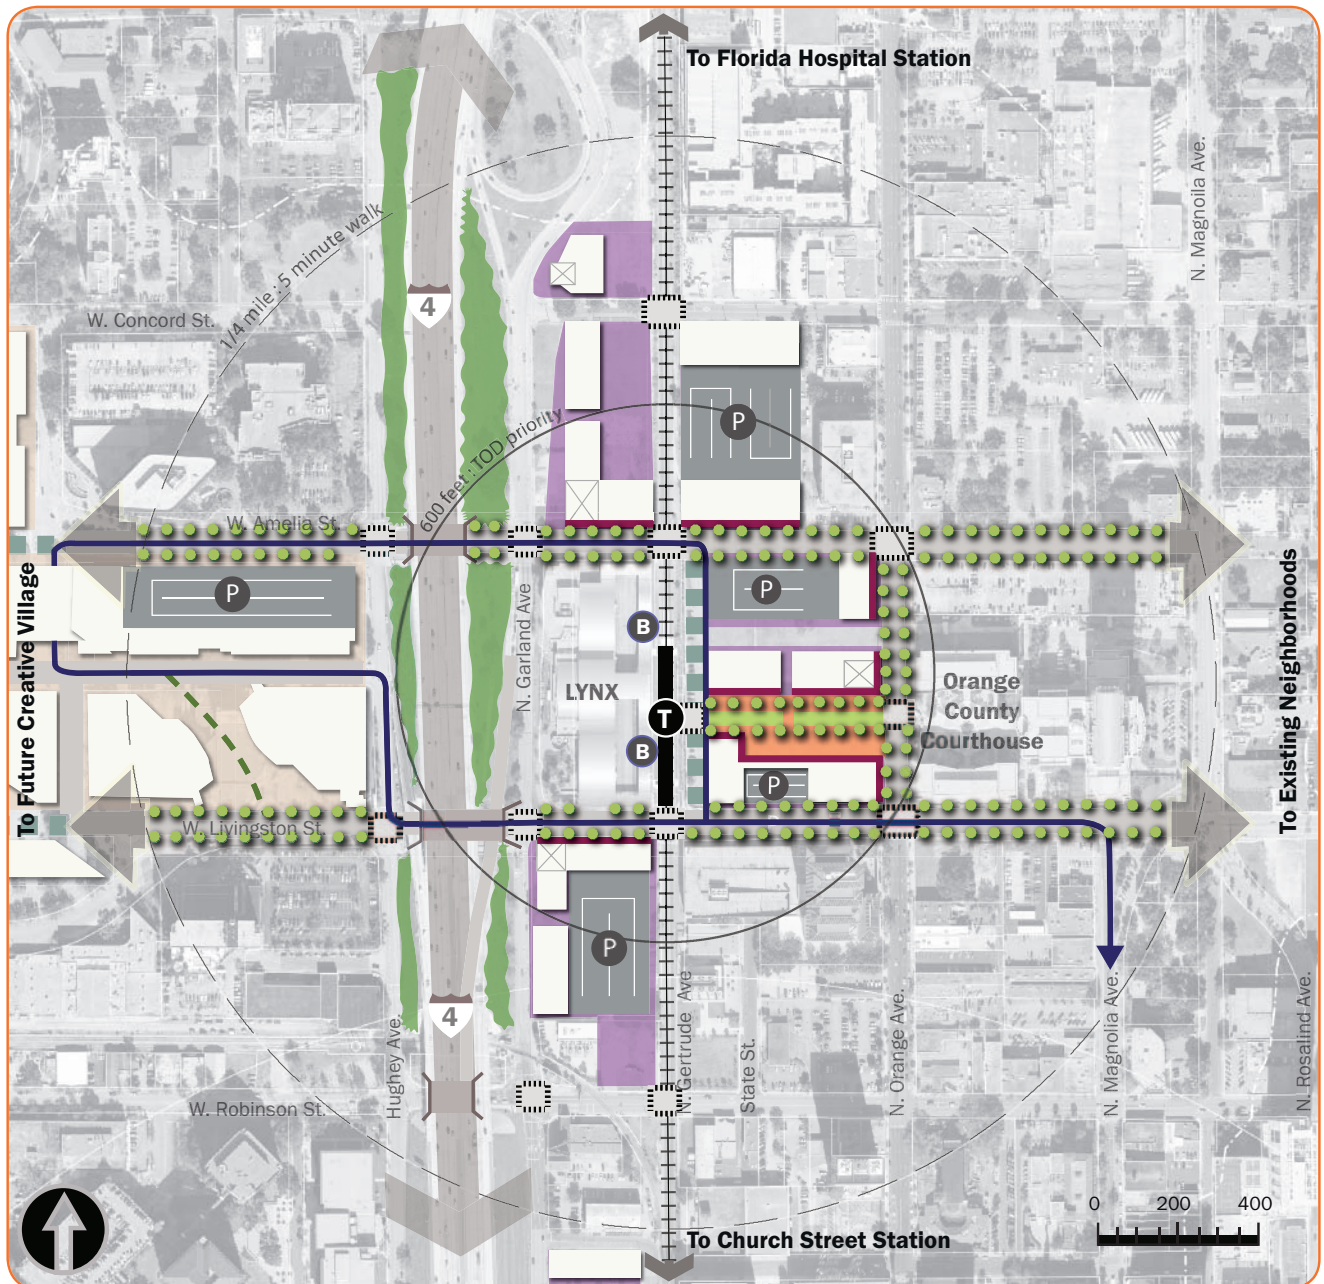 To Florida Hospital Station
N. Magnoila Ave.
1/4 mile : 5 minute walk
4
W. Concord St.
P
600 feet : TOD priority
W. Amelia St.
To Future Creative Village
P
N. Garland Ave
B
P
LYNX
T
B
P
Orange
County
Courthouse
To Existing Neighborhoods
W. Livingston St.
P
4
Hughey Ave.
W. Robinson St.
N. Gertrude Ave
State St.
N. Orange Ave.
N. Magnolia Ave.
N. Rosalind Ave.
0 200 400
To Church Street Station